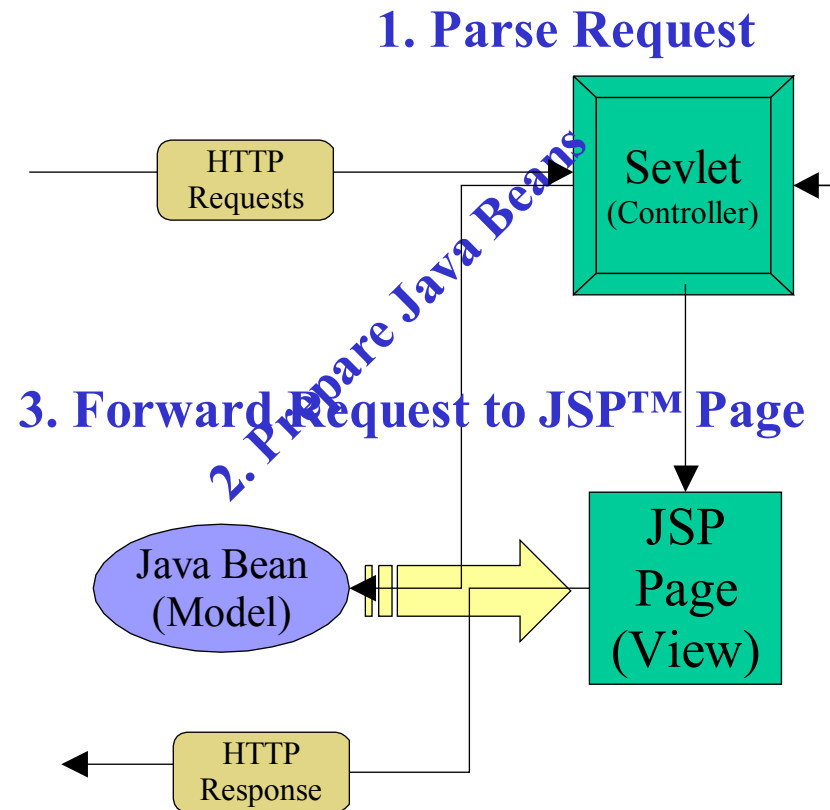 1. Parse Request
HTTP
Requests
Sevlet
(Controller)
2. Prepare Java Beans
3. Forward Request to JSP™ Page
Java Bean
(Model)
JSP
Page
(View)
HTTP
Response